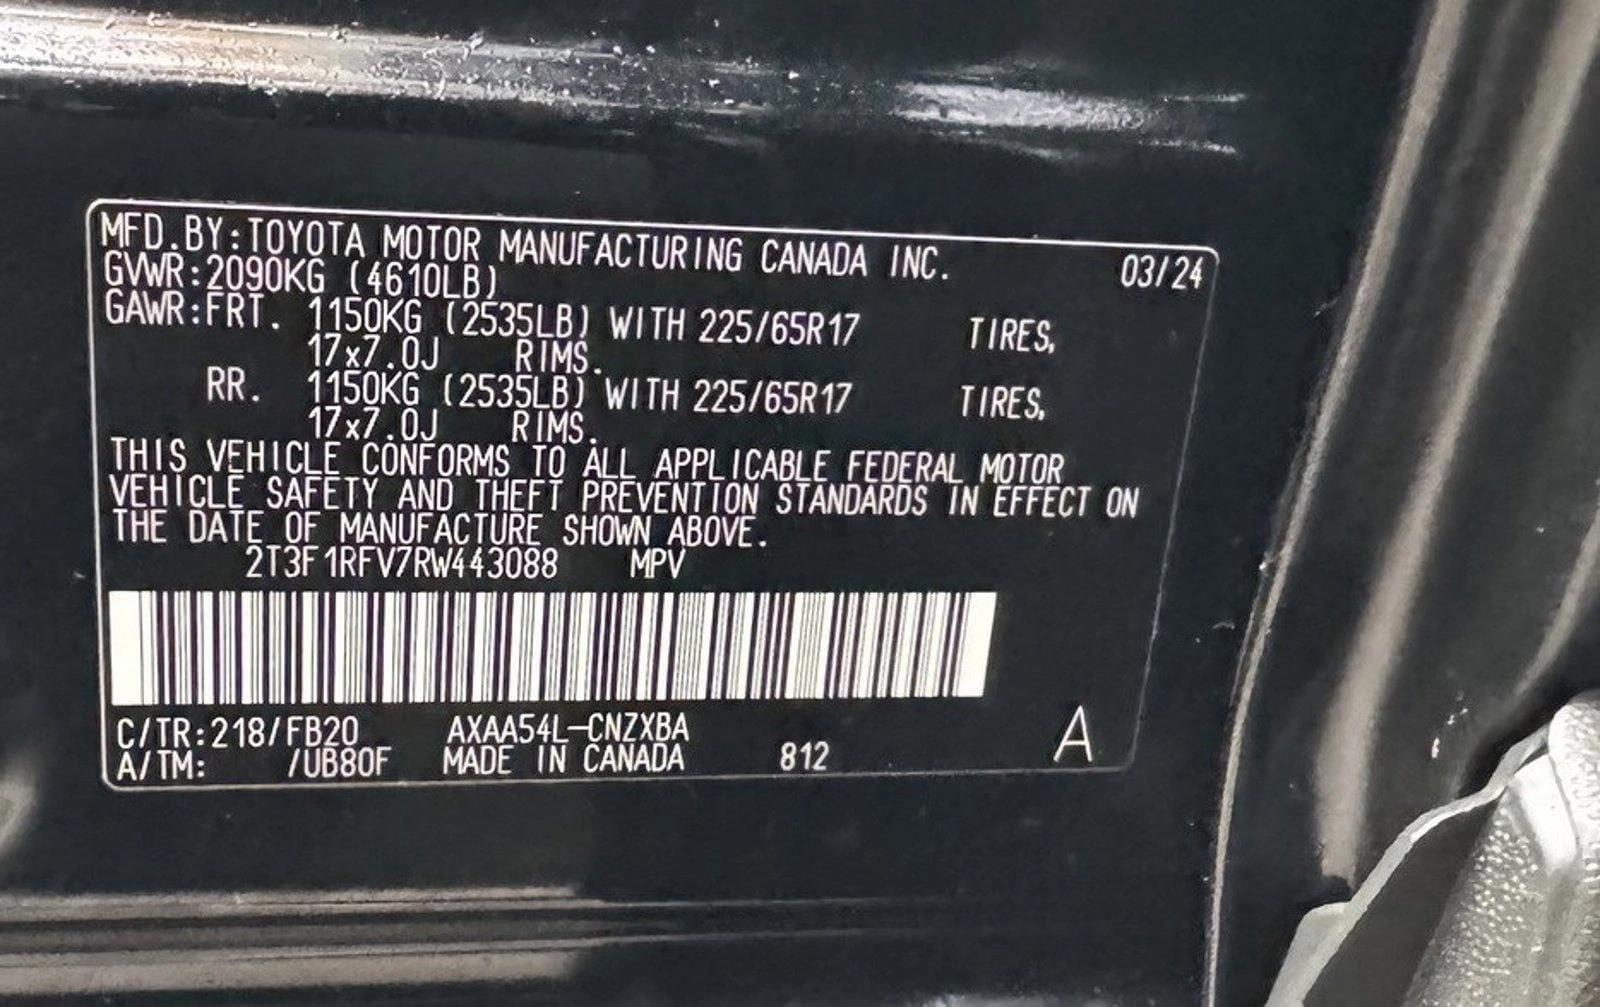 MFD.BY:TOYOTA MOTOR MANUFACTURING CANADA INC. 03/24
GVWR:2090KG (4610LB)
GAWR:FRT. 1150KG (2535LB) WITH 225/65R17 TIRES,
17x7.0J RIMS.
RR. 1150KG (2535LB) WITH 225/65R17 TIRES,
17x7.0J RIMS.
THIS VEHICLE CONFORMS TO ALL APPLICABLE FEDERAL MOTOR
VEHICLE SAFETY AND THEFT PREVENTION STANDARDS IN EFFECT ON
THE DATE OF MANUFACTURE SHOWN ABOVE.
2T3F1RFV7RW443088 MPV
C/TR:218/FB20 AXAA54L-CNZXBA A
A/TM: /UB80F MADE IN CANADA 812